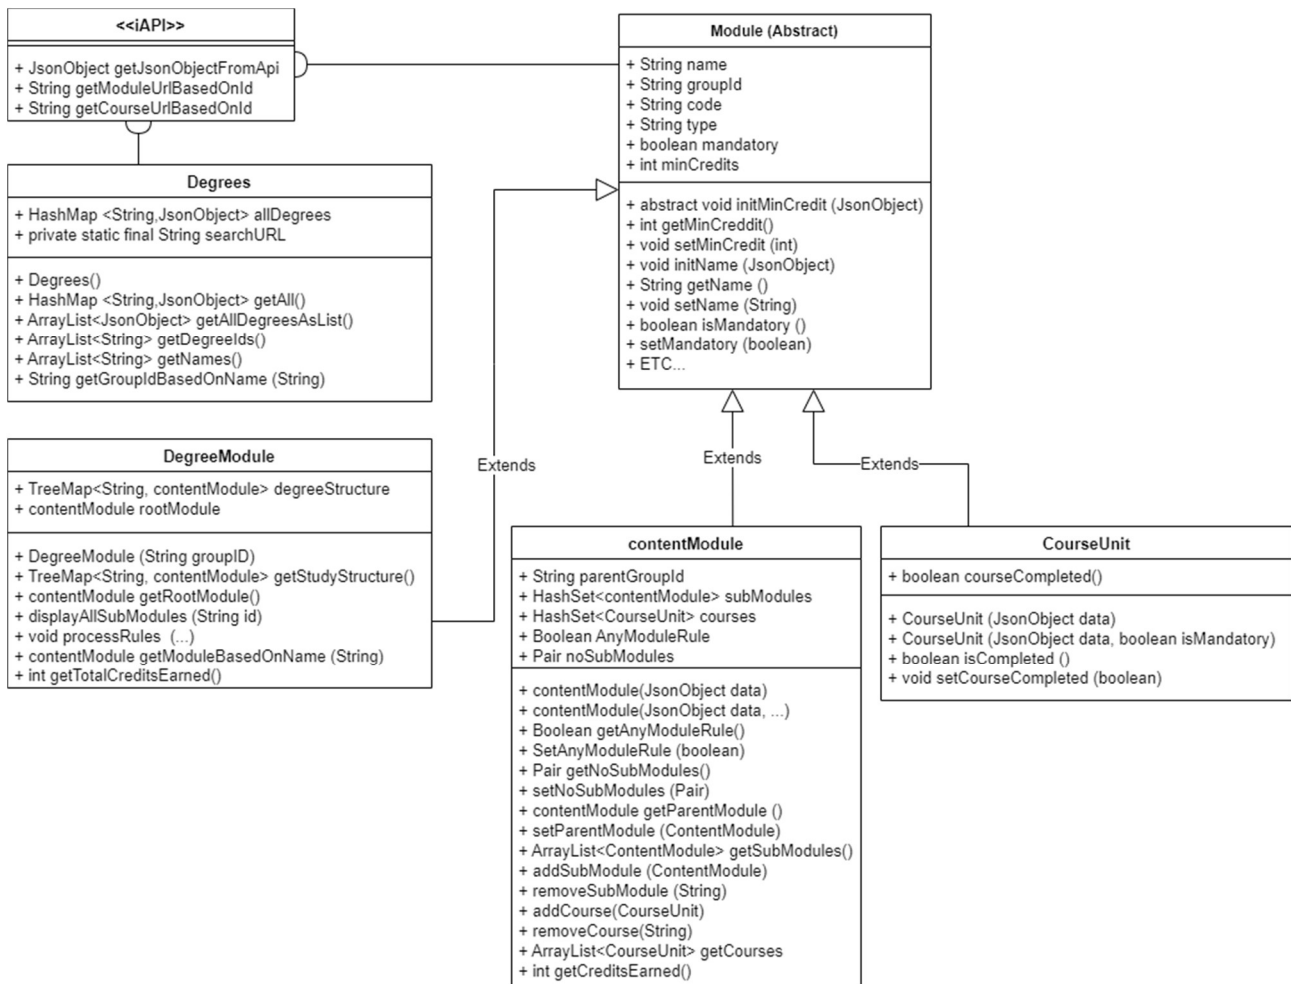 <<iAPI>>
+ JsonObject getJsonObjectFromApi
+ String getModuleUrlBasedOnId
+ String getCourseUrlBasedOnId
Module (Abstract)
+ String name
+ String groupId
+ String code
+ String type
+ boolean mandatory
+ int minCredits
+ abstract void initMinCredit (JsonObject)
+ int getMinCreddit()
+ void setMinCredit (int)
+ void initName (JsonObject)
+ String getName ()
+ void setName (String)
+ boolean isMandatory ()
+ setMandatory (boolean)
+ ETC...
Degrees
+ HashMap <String,JsonObject> allDegrees
+ private static final String searchURL
+ Degrees()
+ HashMap <String,JsonObject> getAll()
+ ArrayList<JsonObject> getAllDegreesAsList()
+ ArrayList<String> getDegreeIds()
+ ArrayList<String> getNames()
+ String getGroupIdBasedOnName (String)
DegreeModule
+ TreeMap<String, contentModule> degreeStructure
+ contentModule rootModule
+ DegreeModule (String groupID)
+ TreeMap<String, contentModule> getStudyStructure()
+ contentModule getRootModule()
+ displayAllSubModules (String id)
+ void processRules (...)
+ contentModule getModuleBasedOnName (String)
+ int getTotalCreditsEarned()
Extends
Extends
Extends
contentModule
+ String parentGroupId
+ HashSet<contentModule> subModules
+ HashSet<CourseUnit> courses
+ Boolean AnyModuleRule
+ Pair noSubModules
+ contentModule(JsonObject data)
+ contentModule(JsonObject data, ...)
+ Boolean getAnyModuleRule()
+ SetAnyModuleRule (boolean)
+ Pair getNoSubModules()
+ setNoSubModules (Pair)
+ contentModule getParentModule ()
+ setParentModule (ContentModule)
+ ArrayList<ContentModule> getSubModules()
+ addSubModule (ContentModule)
+ removeSubModule (String)
+ addCourse(CourseUnit)
+ removeCourse(String)
+ ArrayList<CourseUnit> getCourses
+ int getCreditsEarned()
CourseUnit
+ boolean courseCompleted()
+ CourseUnit (JsonObject data)
+ CourseUnit (JsonObject data, boolean isMandatory)
+ boolean isCompleted ()
+ void setCourseCompleted (boolean)